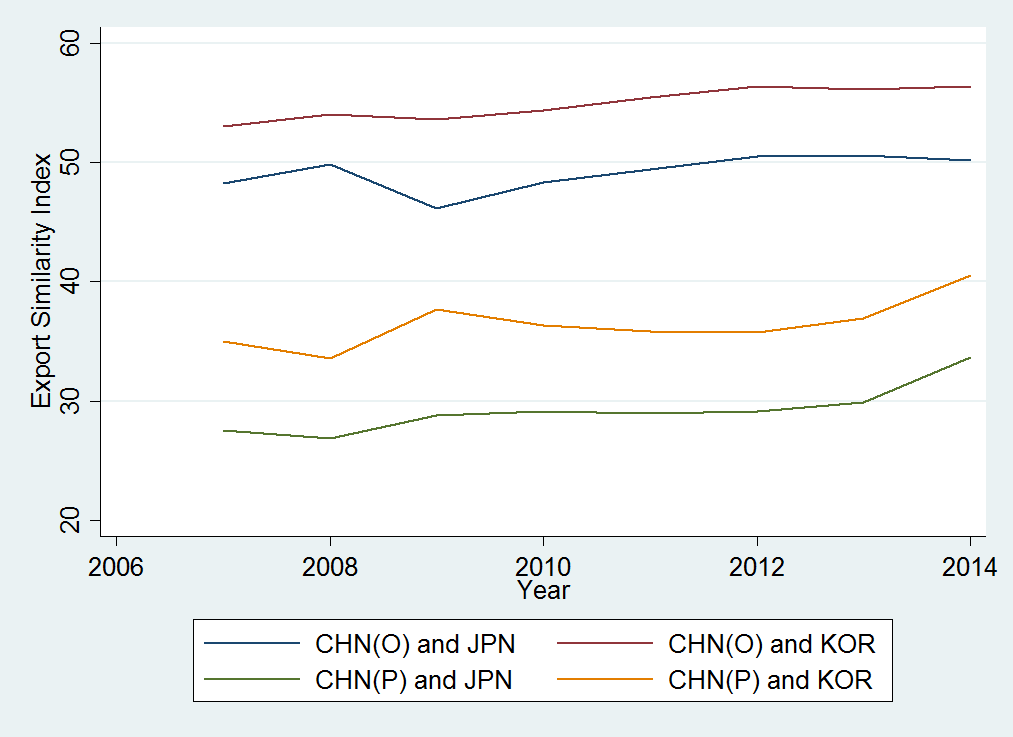 Export Similarity Index
60
50
40
30
20
2006 2008 2010 2012 2014
Year
CHN(O) and JPN CHN(O) and KOR
CHN(P) and JPN CHN(P) and KOR